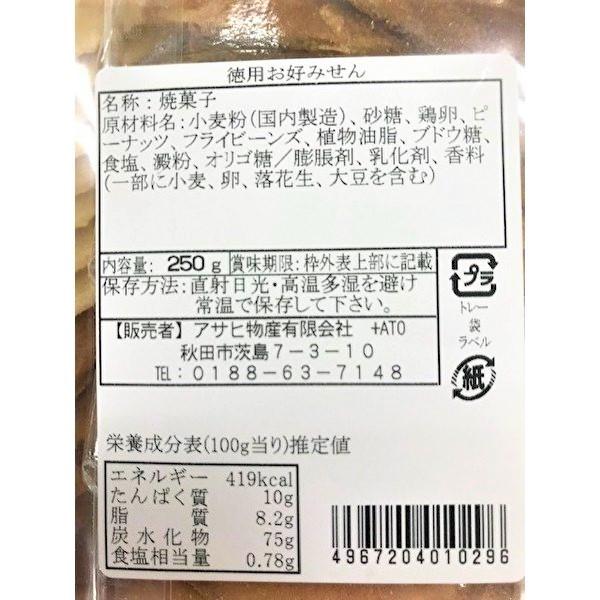 徳用お好みせん
名称:焼菓子
原材料名:小麦粉(国内製造)、砂糖、鶏卵、ピ
ーナッツ、フライビーンズ、植物油脂、ブドウ糖、
食塩、澱粉、オリゴ糖/膨脹剤、乳化剤、香料
(一部に小麦、卵、落花生、大豆を含む)
内容量: 250g 賞味期限:枠外表上部に記載
保存方法:直射日光・高温多湿を避け
常温で保存して下さい。
【販売者】アサヒ物産有限会社 +ATO
秋田市茨島7-3-10
TEL:0188-63-7148
プラ
トレー
袋
ラベル
紙
栄養成分表(100g当り)推定値
エネルギー 419kcal
たんぱく質 10g
脂質 8.2g
炭水化物 75g
食塩相当量 0.78g
4967204010296